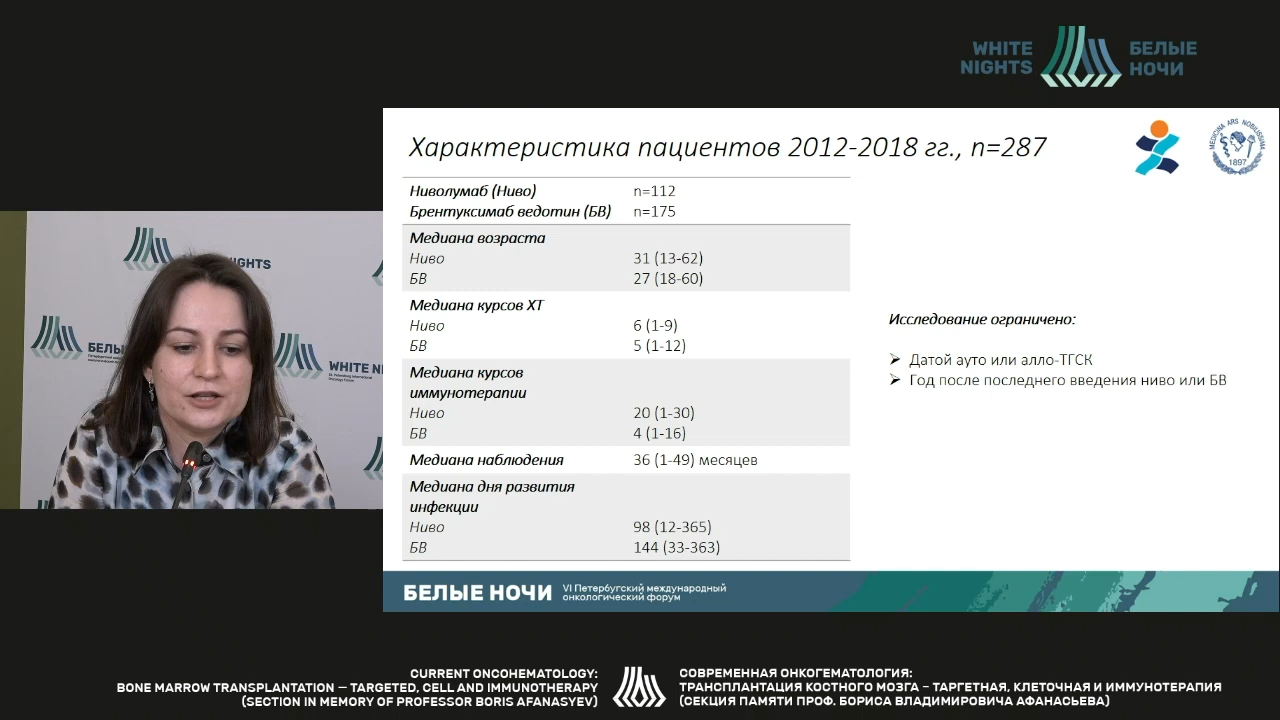 WHITE NIGHTS
БЕЛЫЕ НОЧИ
Характеристика пациентов 2012-2018 гг., n=287
MEDICINA ARS NOBILISSIMA
1897
Ниволумаб (Ниво) n=112
Брентуксимаб ведотин (БВ) n=175
Медиана возраста
Ниво 31 (13-62)
БВ 27 (18-60)
Медиана курсов ХТ
Ниво 6 (1-9)
БВ 5 (1-12)
Медиана курсов
иммунотерапии
Ниво 20 (1-30)
БВ 4 (1-16)
Медиана наблюдения 36 (1-49) месяцев
Медиана дня развития
инфекции
Ниво 98 (12-365)
БВ 144 (33-363)
Исследование ограничено:
Датой ауто или алло-ТГСК
Год после последнего введения ниво или БВ
БЕЛЫЕ НОЧИ
VI Петербугский международный
онкологический форум
NIGHTS
WHITE NI
CURRENT ONCOHEMATOLOGY:
BONE MARROW TRANSPLANTATION – TARGETED, CELL AND IMMUNOTHERAPY
(SECTION IN MEMORY OF PROFESSOR BORIS AFANASYEV)
СОВРЕМЕННАЯ ОНКОГЕМАТОЛОГИЯ:
ТРАНСПЛАНТАЦИЯ КОСТНОГО МОЗГА – ТАРГЕТНАЯ, КЛЕТОЧНАЯ И ИММУНОТЕРАПИЯ
(СЕКЦИЯ ПАМЯТИ ПРОФ. БОРИСА ВЛАДИМИРОВИЧА АФАНАСЬЕВА)